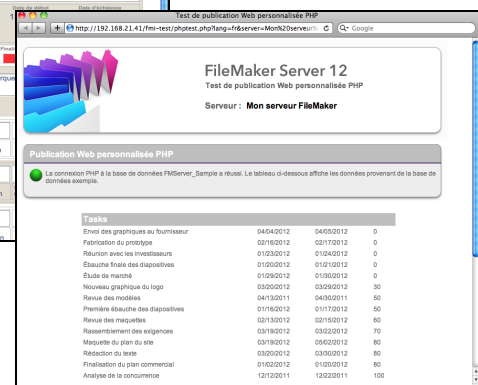 Date de début Date d'échéance
Test de publication Web personnalisée PHP
http://192.168.21.41/fmi-test/phptest.php?lang=fr&server=Mon%20serveur%
Google
FileMaker Server 12
Test de publication Web personnalisée PHP
Serveur : Mon serveur FileMaker
Publication Web personnalisée PHP
La connexion PHP à la base de données FMServer_Sample a réussi. Le tableau ci-dessous affiche les données provenant de la base de
données exemple.
Tasks
Envoi des graphiques au fournisseur 04/04/2012 04/05/2012 0
Fabrication du prototype 02/16/2012 02/17/2012 0
Réunion avec les investisseurs 01/23/2012 01/24/2012 0
Ébauche finale des diapositives 01/20/2012 01/21/2012 0
Étude de marché 01/29/2012 01/30/2012 0
Nouveau graphique du logo 03/20/2012 03/29/2012 30
Revue des modèles 04/13/2011 04/30/2011 50
Première ébauche des diapositives 01/16/2012 01/17/2012 50
Revue des maquettes 02/13/2012 02/15/2012 60
Rassemblement des exigences 03/19/2012 03/22/2012 70
Maquette du plan du site 03/19/2012 05/02/2012 80
Rédaction du texte 03/20/2012 03/30/2012 80
Finalisation du plan commercial 01/02/2012 01/20/2012 80
Analyse de la concurrence 12/12/2011 12/22/2011 100